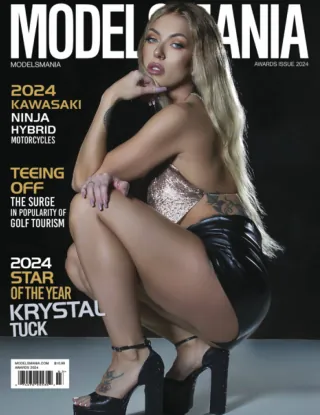 MODELSMANIA
MODELSMANIA AWARDS ISSUE 2024
2024
KAWASAKI
NINJA
HYBRID
MOTORCYCLES
TEEING
OFF
THE SURGE
IN POPULARITY OF
GOLF TOURISM
2024
STAR
OF THE YEAR
KRYSTAL
TUCK
MODELSMANIA.COM
AWARDS 2024